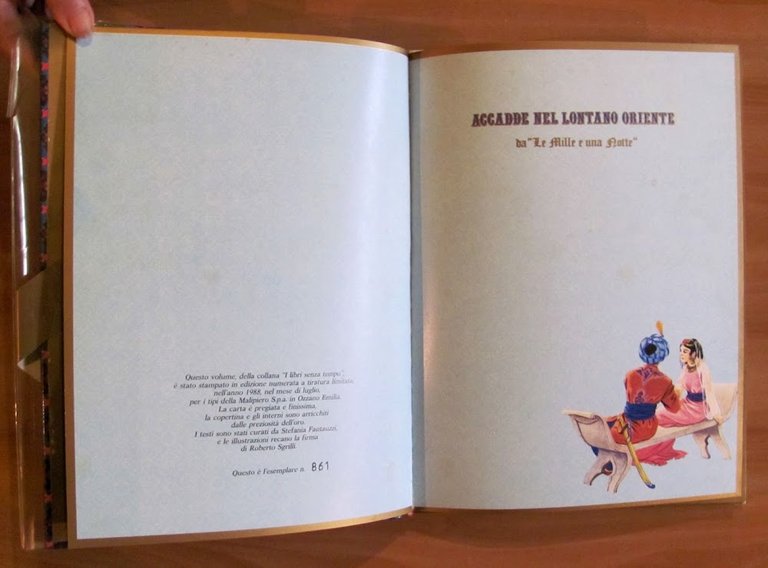 Questo volume, della collana "I libri senza tempo",
è stato stampato in edizione numerata a tiratura limitata,
nell'anno 1988, nel mese di luglio,
per i tipi della Malipiero S.p.a. in Ozzano Emilia.
La carta è pregiata e finissima,
la copertina e gli interni sono arricchiti
dalle preziosità dell'oro.
I testi sono stati curati da Stefania Fantauzzi,
e le illustrazioni recano la firma
di Roberto Sgrilli.
Questo è l'esemplare n. 861
ACCADDE NEL LONTANO ORIENTE
da "Le Mille e una Notte"